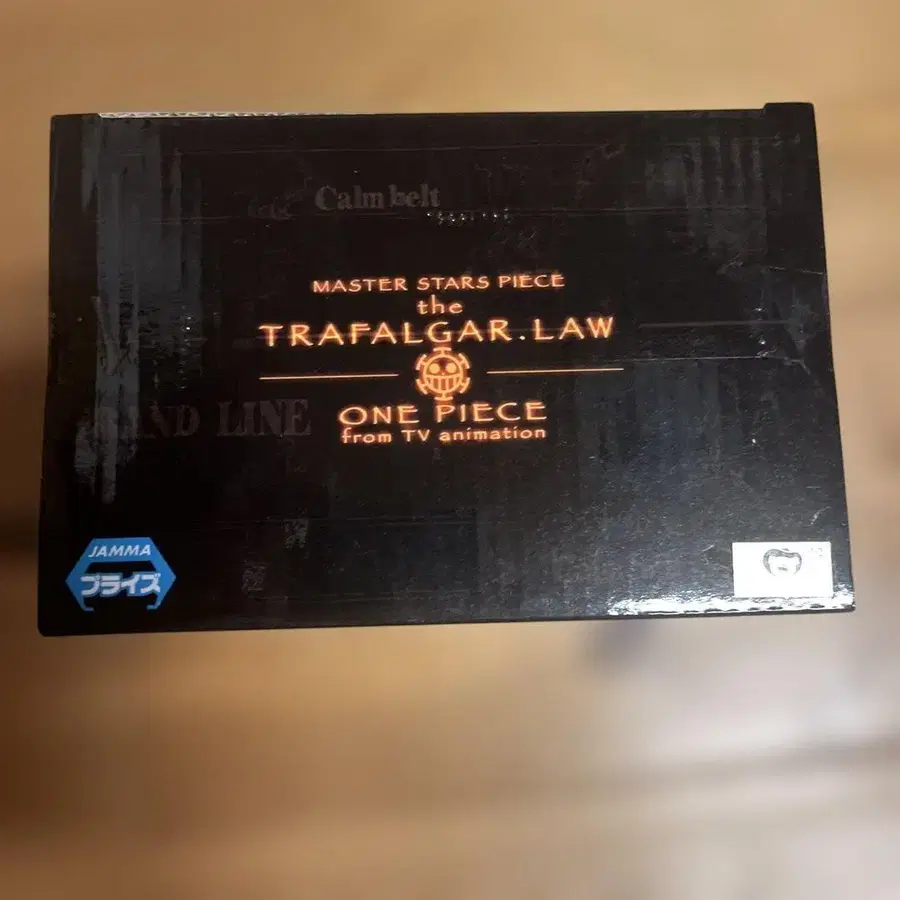 Calm belt
MASTER STARS PIECE
the
TRAFALGAR.LAW
GRAND LINE
ONE PIECE
from TV animation
JAMMA
プライズ